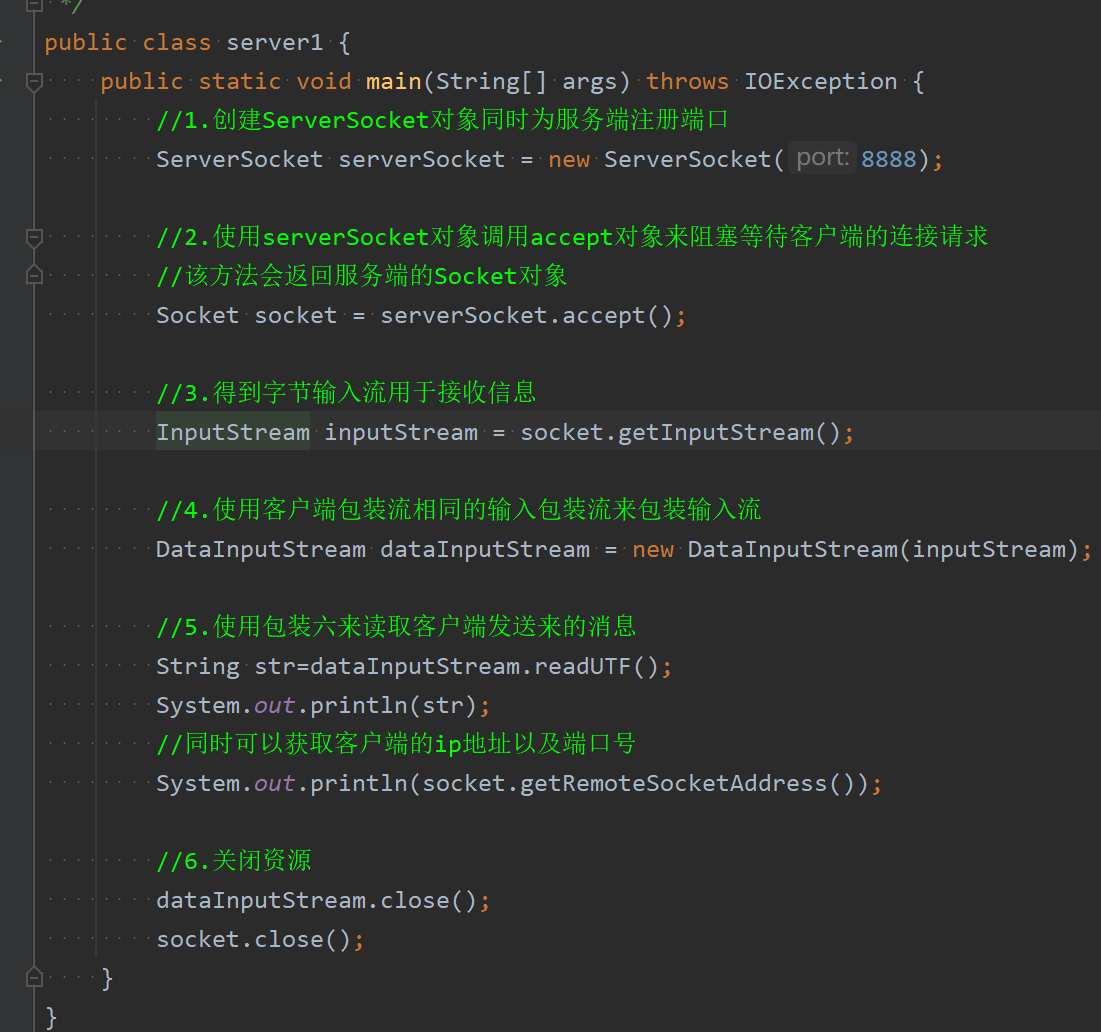 */
public class server1 {
public static void main(String[] args) throws IOException {
//1.创建ServerSocket对象同时为服务端注册端口
ServerSocket serverSocket = new ServerSocket( port: 8888);
//2.使用serverSocket对象调用accept对象来阻塞等待客户端的连接请求
//该方法会返回服务端的Socket对象
Socket socket = serverSocket.accept();
//3.得到字节输入流用于接收信息
InputStream inputStream = socket.getInputStream();
//4.使用客户端包装流相同的输入包装流来包装输入流
DataInputStream dataInputStream = new DataInputStream(inputStream);
//5.使用包装六来读取客户端发送来的消息
String str=dataInputStream.readUTF();
System.out.println(str);
//同时可以获取客户端的ip地址以及端口号
System.out.println(socket.getRemoteSocketAddress());
//6.关闭资源
dataInputStream.close();
socket.close();
}
}